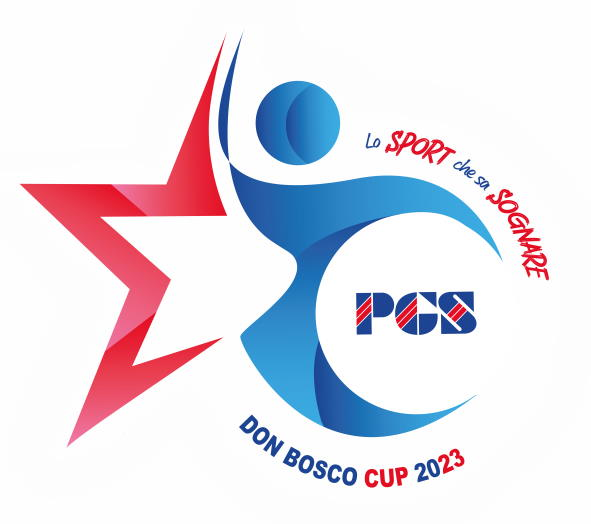 Lo SPORT che sa SOGNARE
PGS
DON BOSCO CUP 2023